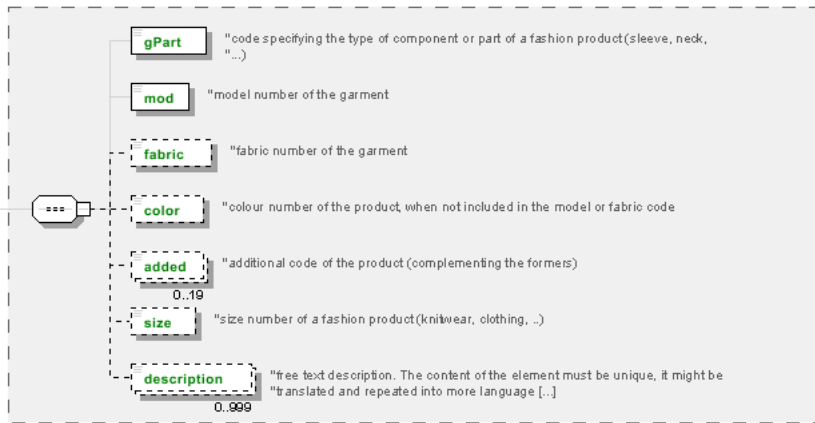 gPart "code specifying the type of component or part of a fashion product (sleeve, neck,
"...)
mod "model number of the garment
fabric "fabric number of the garment
color "colour number of the product, when not included in the model or fabric code
added "additional code of the product (complementing the formers)
0..19
size "size number of a fashion product (knitwear, clothing, ..)
description "free text description. The content of the element must be unique, it might be
"translated and repeated into more language [...]
0..999